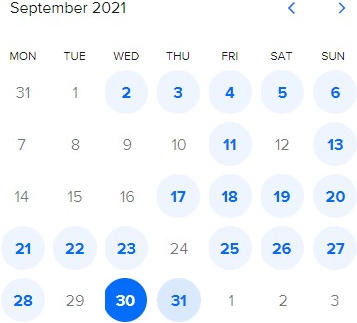 September 2021
MON TUE WED THU FRI SAT SUN
31 1 2 3 4 5 6
7 8 9 10 11 12 13
14 15 16 17 18 19 20
21 22 23 24 25 26 27
28 29 30 31 1 2 3